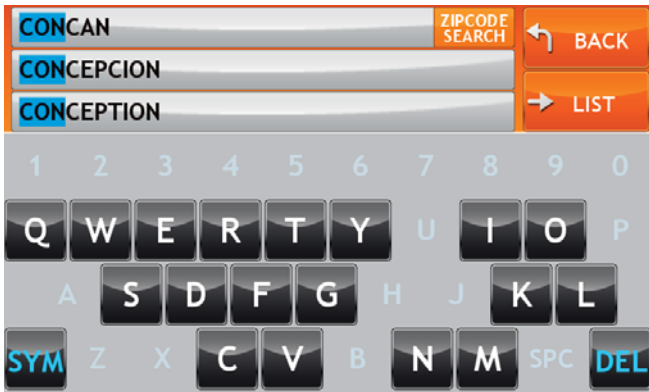 CONCAN
ZIPCODE
SEARCH
BACK
CONCEPCION
CONCEPTION
LIST
1 2 3 4 5 6 7 8 9 0
Q W E R T Y U I O P
A S D F G H J K L
SYM Z X C V B N M SPC DEL